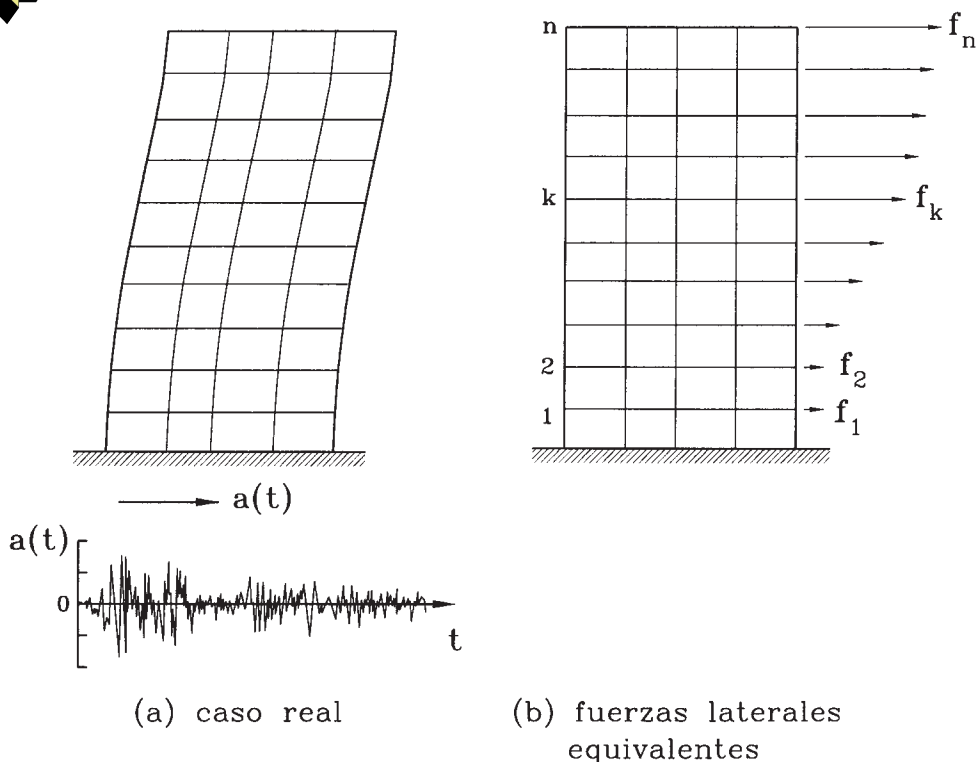 n
f_n
k
f_k
2
f_2
1
f_1
a(t)
a(t)
0
t
(a) caso real
(b) fuerzas laterales
equivalentes